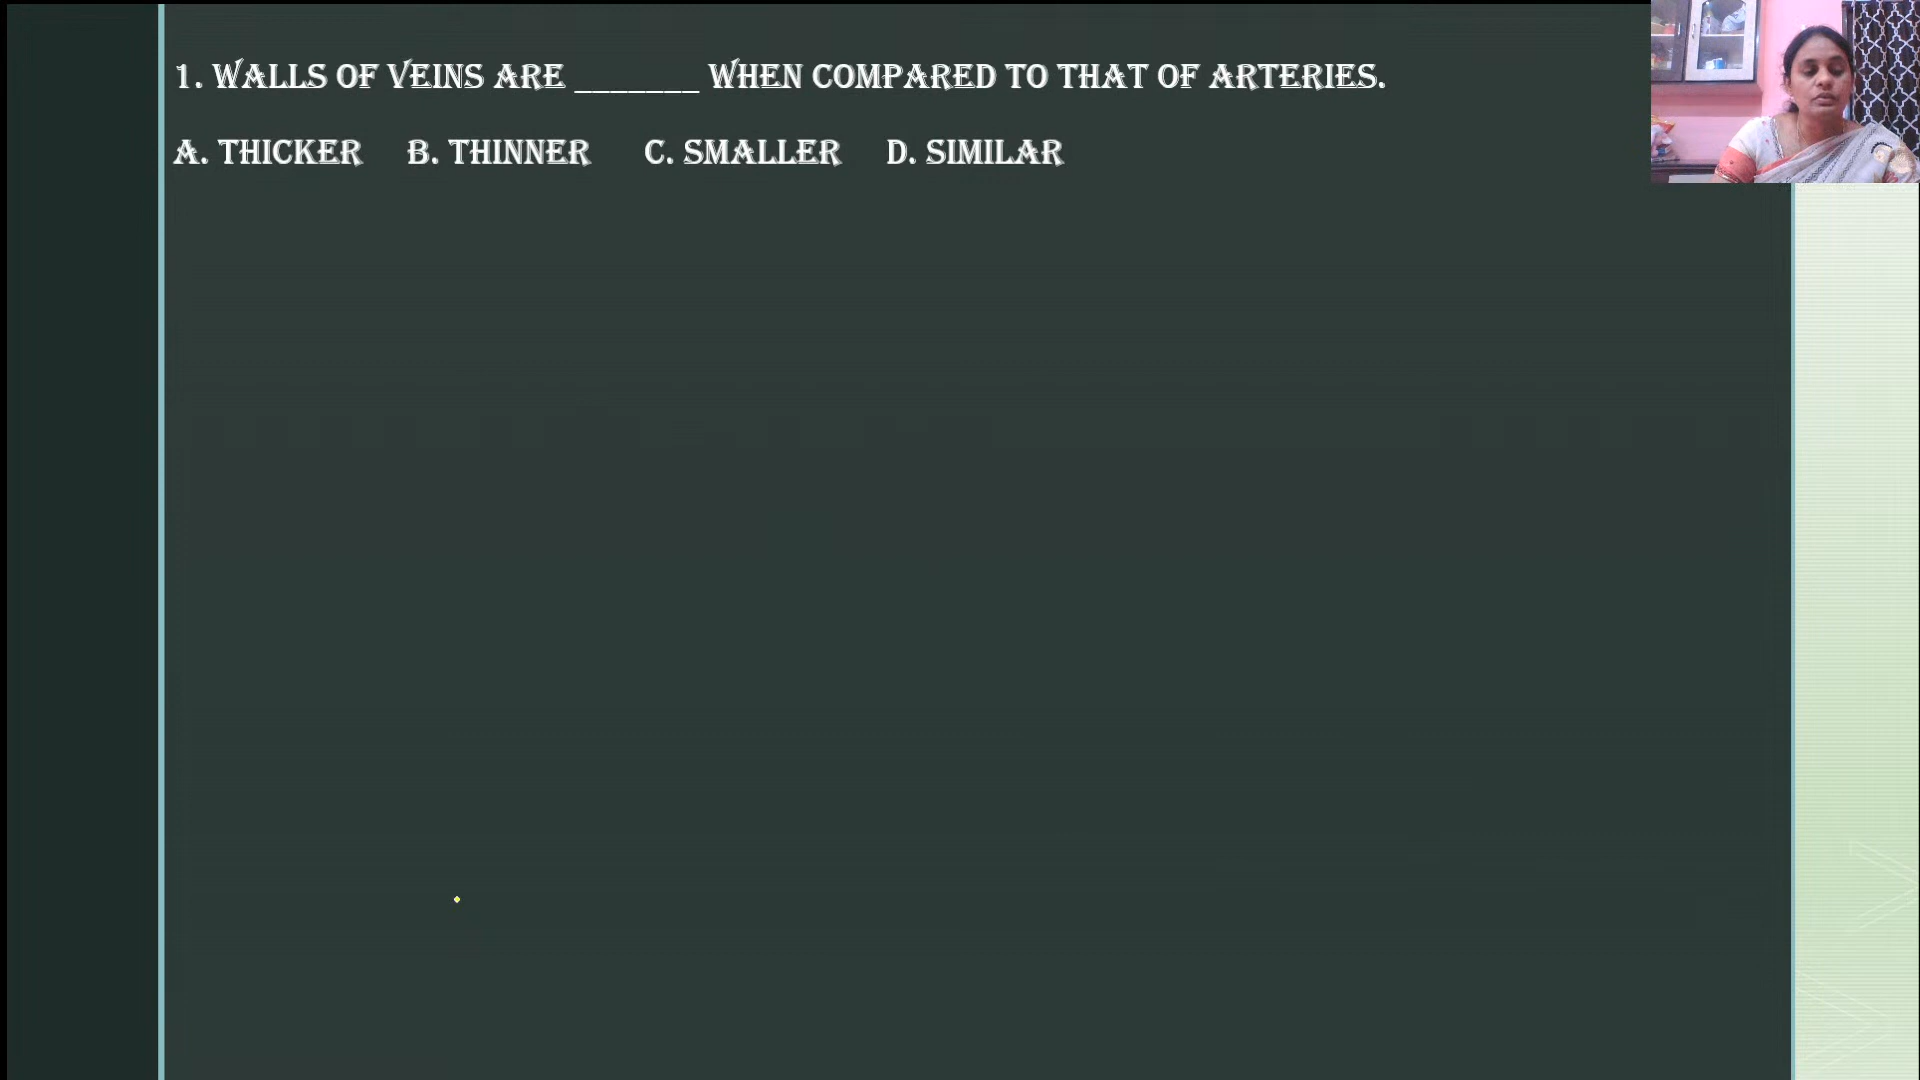 1. WALLS OF VEINS ARE _______ WHEN COMPARED TO THAT OF ARTERIES.
A. THICKER B. THINNER C. SMALLER D. SIMILAR